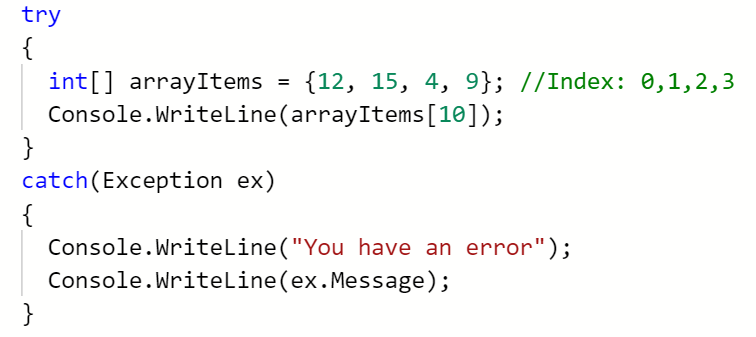 try
{
int[] arrayItems = {12, 15, 4, 9}; //Index: 0,1,2,3
Console.WriteLine(arrayItems[10]);
}
catch(Exception ex)
{
Console.WriteLine("You have an error");
Console.WriteLine(ex.Message);
}